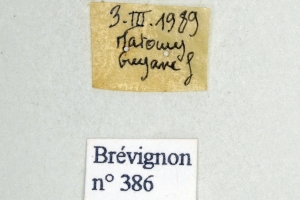 3.III.1989
Matoury
Guyane f
Brévignon
n° 386